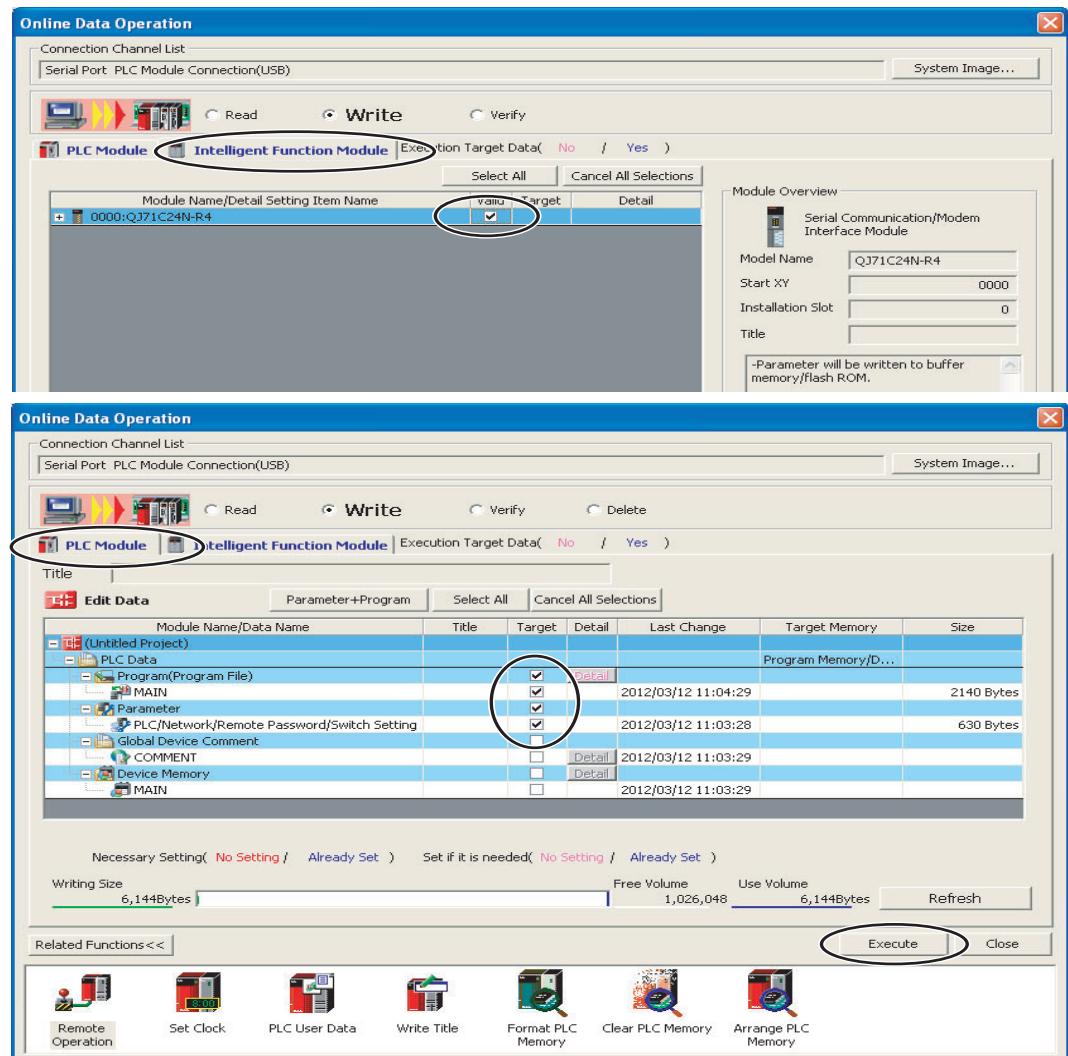 Online Data Operation
Connection Channel List
Serial Port PLC Module Connection(USB)
System Image...
Read Write Verify
PLC Module Intelligent Function Module Execution Target Data( No / Yes )
Select All Cancel All Selections
Module Name/Detail Setting Item Name Valid Target Detail
0000:QJ71C24N-R4
Module Overview
Serial Communication/Modem
Interface Module
Model Name QJ71C24N-R4
Start XY 0000
Installation Slot 0
Title
-Parameter will be written to buffer
memory/flash ROM.
Online Data Operation
Connection Channel List
Serial Port PLC Module Connection(USB)
System Image...
Read Write Verify Delete
PLC Module Intelligent Function Module Execution Target Data( No / Yes )
Title
Edit Data Parameter+Program Select All Cancel All Selections
Module Name/Data Name Title Target Detail Last Change Target Memory Size
(Untitled Project)
PLC Data Program Memory/D...
Program(Program File) Detail
MAIN 2012/03/12 11:04:29 2140 Bytes
Parameter
PLC/Network/Remote Password/Switch Setting 2012/03/12 11:03:28 630 Bytes
Global Device Comment
COMMENT Detail 2012/03/12 11:03:29
Device Memory Detail
MAIN 2012/03/12 11:03:29
Necessary Setting( No Setting / Already Set ) Set if it is needed( No Setting / Already Set )
Writing Size Free Volume Use Volume
6,144Bytes 1,026,048 6,144Bytes Refresh
Related Functions<< Execute Close
8:00
Remote
Operation
Set Clock
PLC User Data
Write Title
Format PLC
Memory
Clear PLC Memory
Arrange PLC
Memory